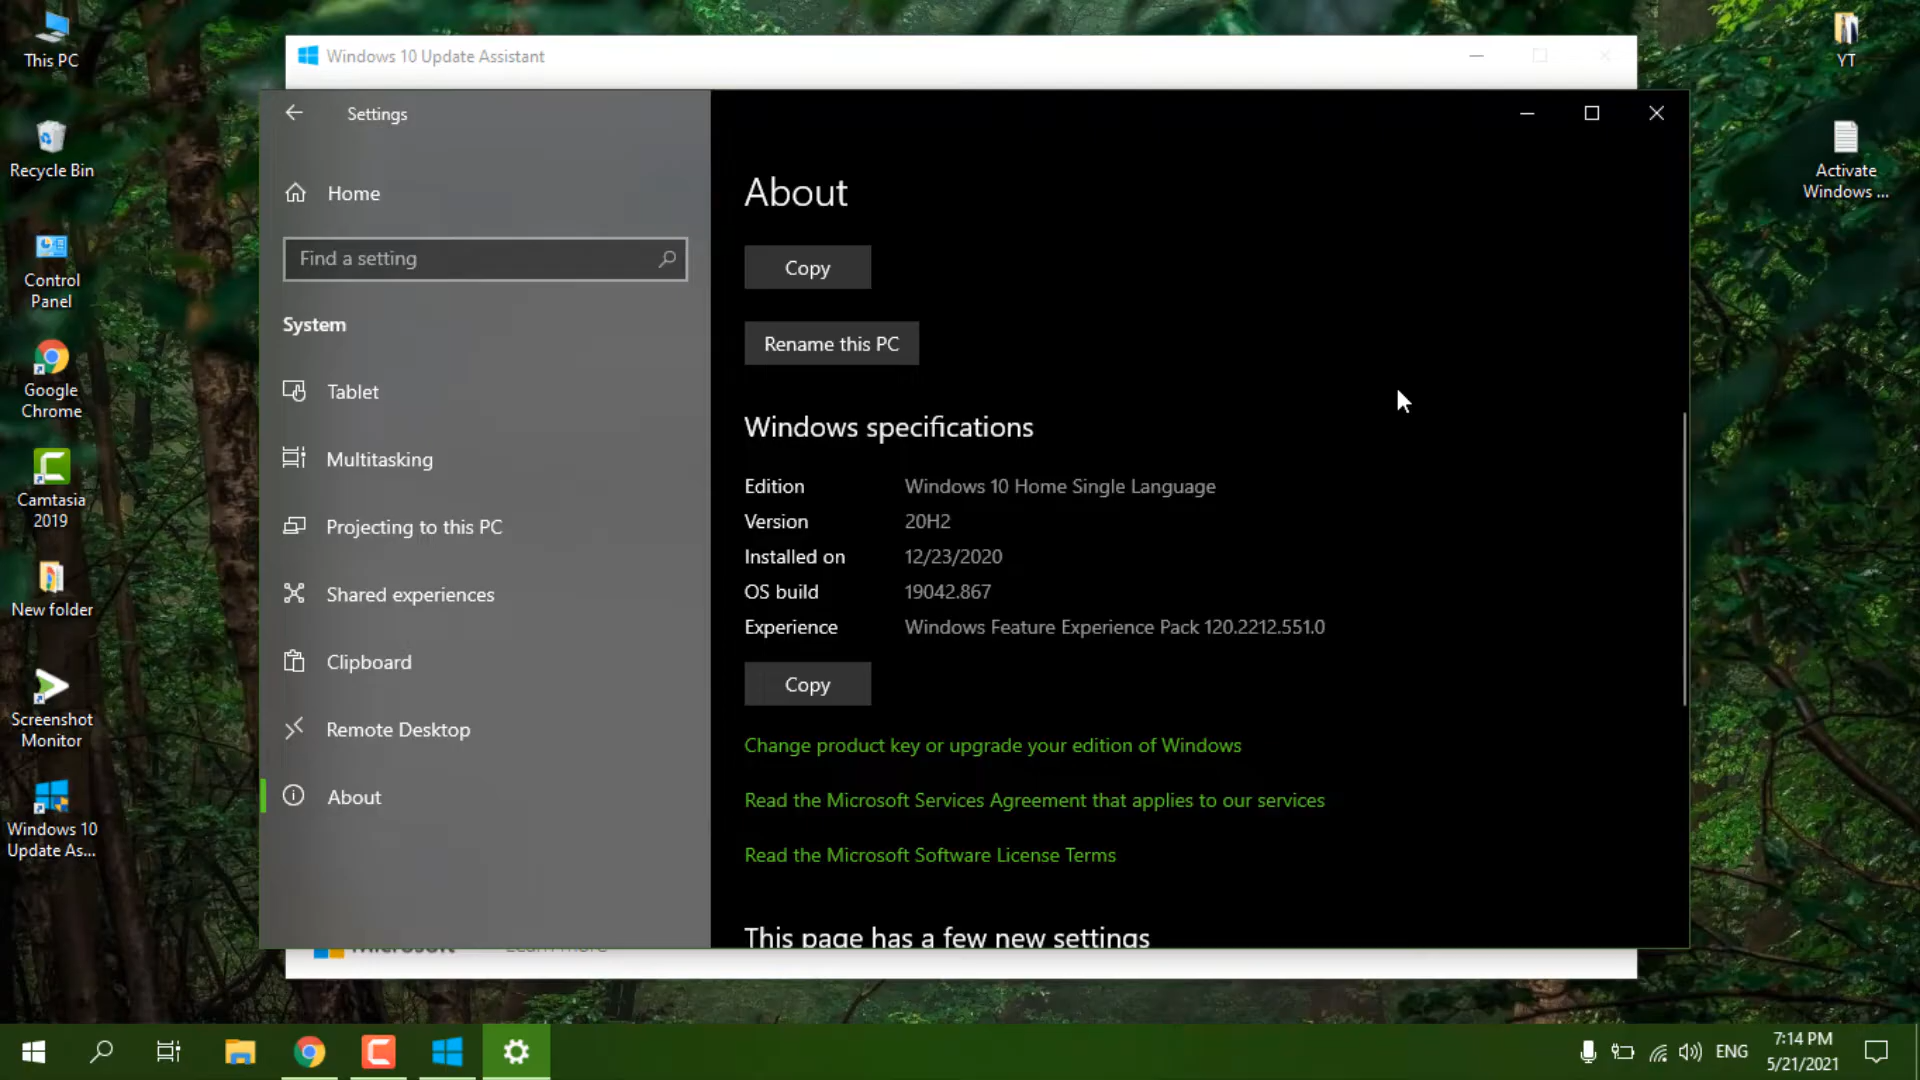 This PC
Recycle Bin
Control
Panel
Google
Chrome
Camtasia
2019
New folder
Screenshot
Monitor
Windows 10
Update As...
YT
Activate
Windows ...
Windows 10 Update Assistant
Settings
Home
Find a setting
System
Tablet
Multitasking
Projecting to this PC
Shared experiences
Clipboard
Remote Desktop
About
About
Copy
Rename this PC
Windows specifications
Edition Windows 10 Home Single Language
Version 20H2
Installed on 12/23/2020
OS build 19042.867
Experience Windows Feature Experience Pack 120.2212.551.0
Copy
Change product key or upgrade your edition of Windows
Read the Microsoft Services Agreement that applies to our services
Read the Microsoft Software License Terms
This page has a few new settings
Microsoft Learn more
ENG
7:14 PM
5/21/2021